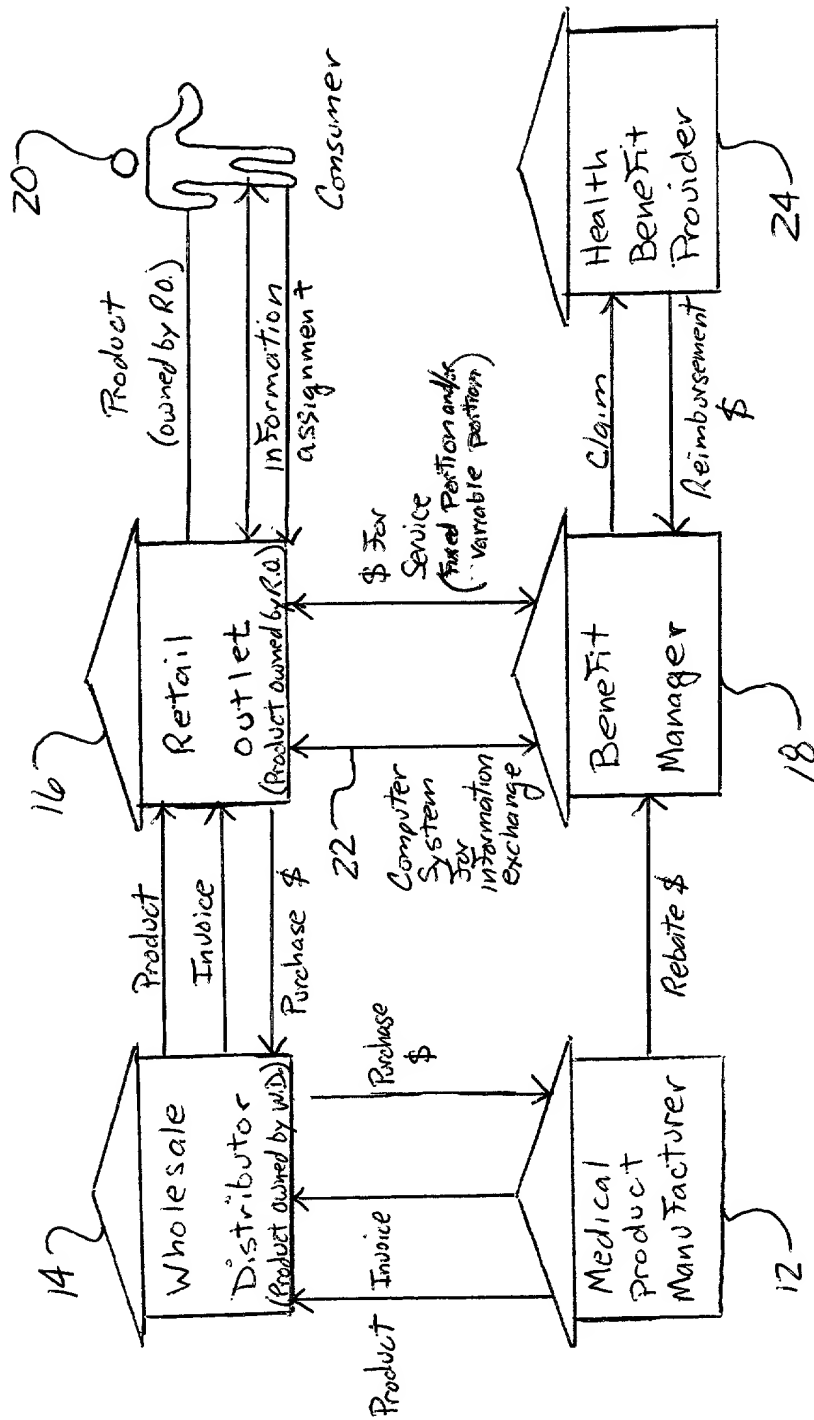 14
Wholesale
Distributor
(Product owned by W.D.)
Product
Invoice
Purchase $
16
Retail
Outlet
(Product owned by R.O.)
Product
(owned by R.O.)
information
assignment
20
Consumer
Product
Invoice
Purchase
$
22
Computer
System
For
information
exchange
$ For
Service
(Fixed portion and/or
variable portion)
Medical
product
Manufacturer
12
Rebate $
Benefit
Manager
18
Claim
Reimbursement
$
Health
Benefit
Provider
24